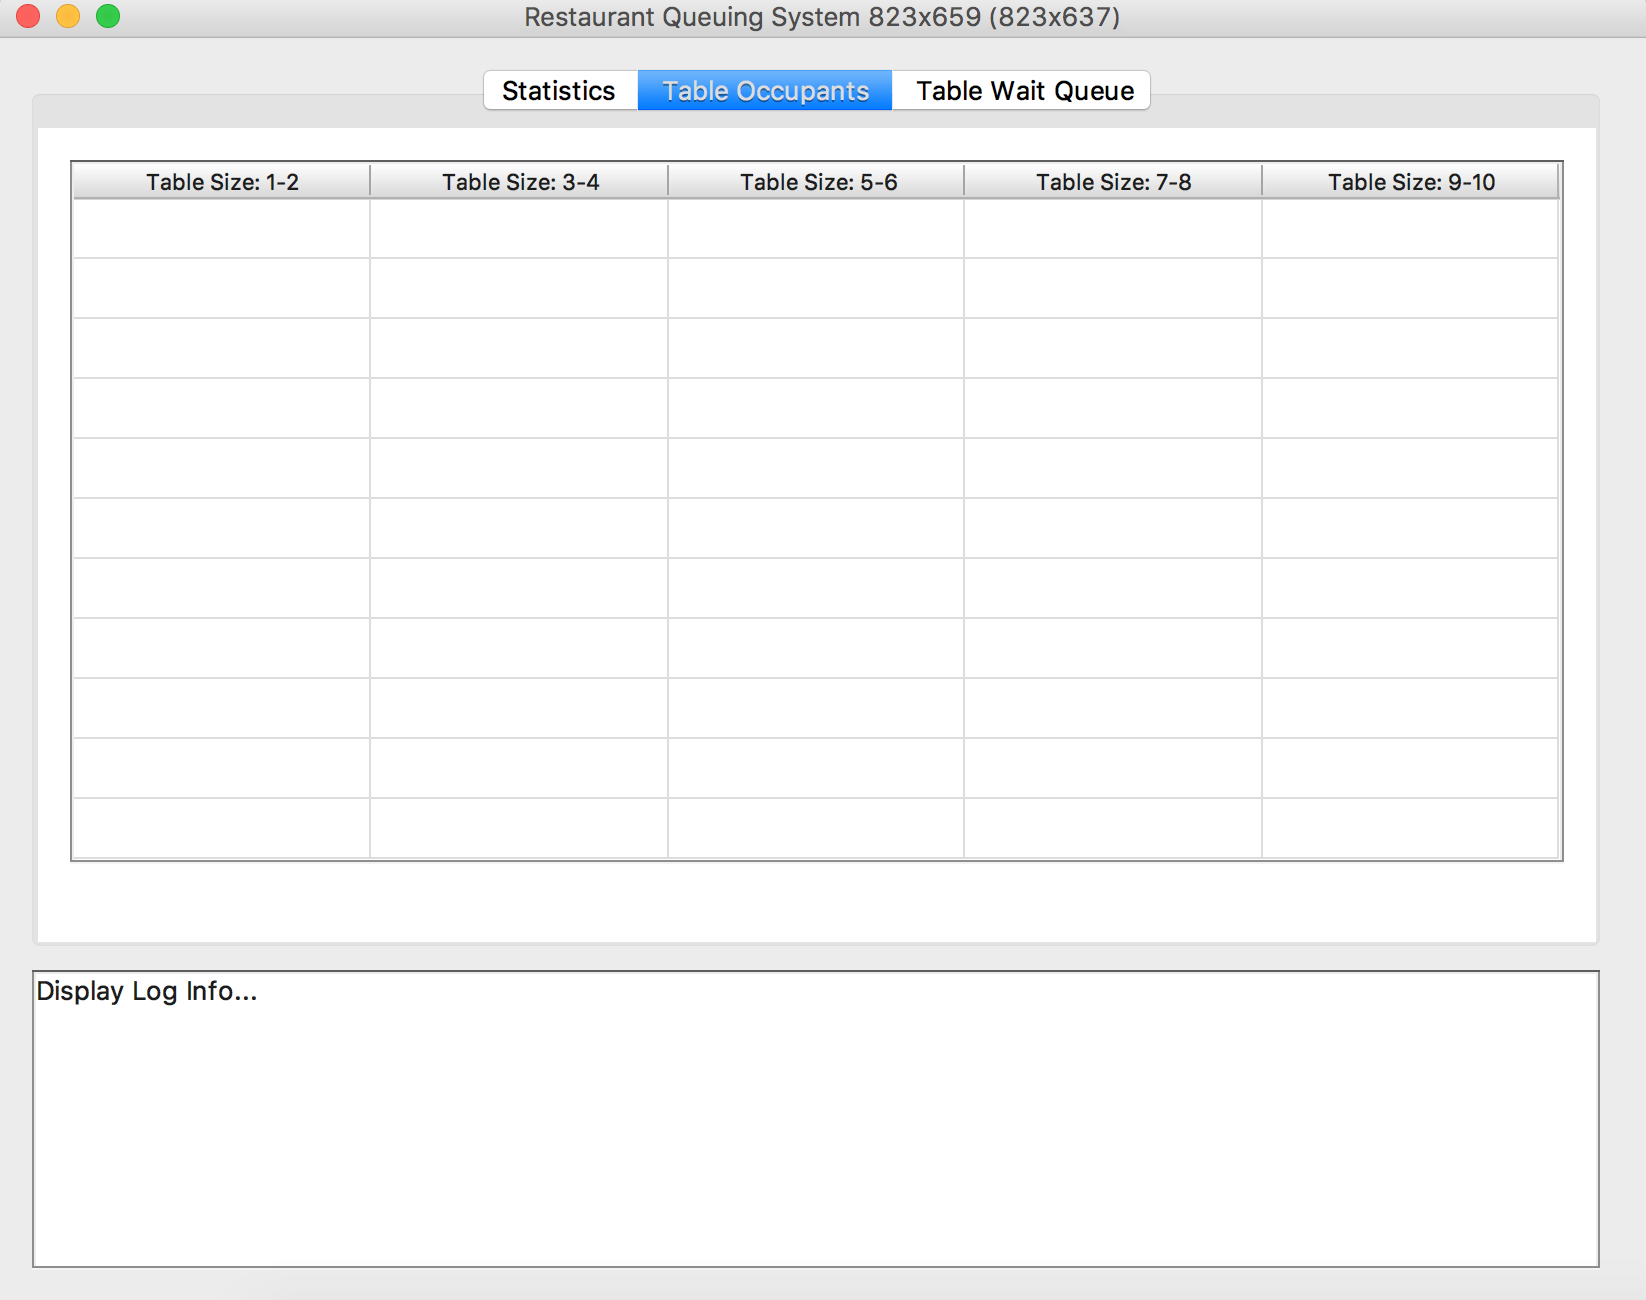 Restaurant Queuing System 823x659 (823x637)
Statistics Table Occupants Table Wait Queue
Table Size: 1-2 Table Size: 3-4 Table Size: 5-6 Table Size: 7-8 Table Size: 9-10
Display Log Info...